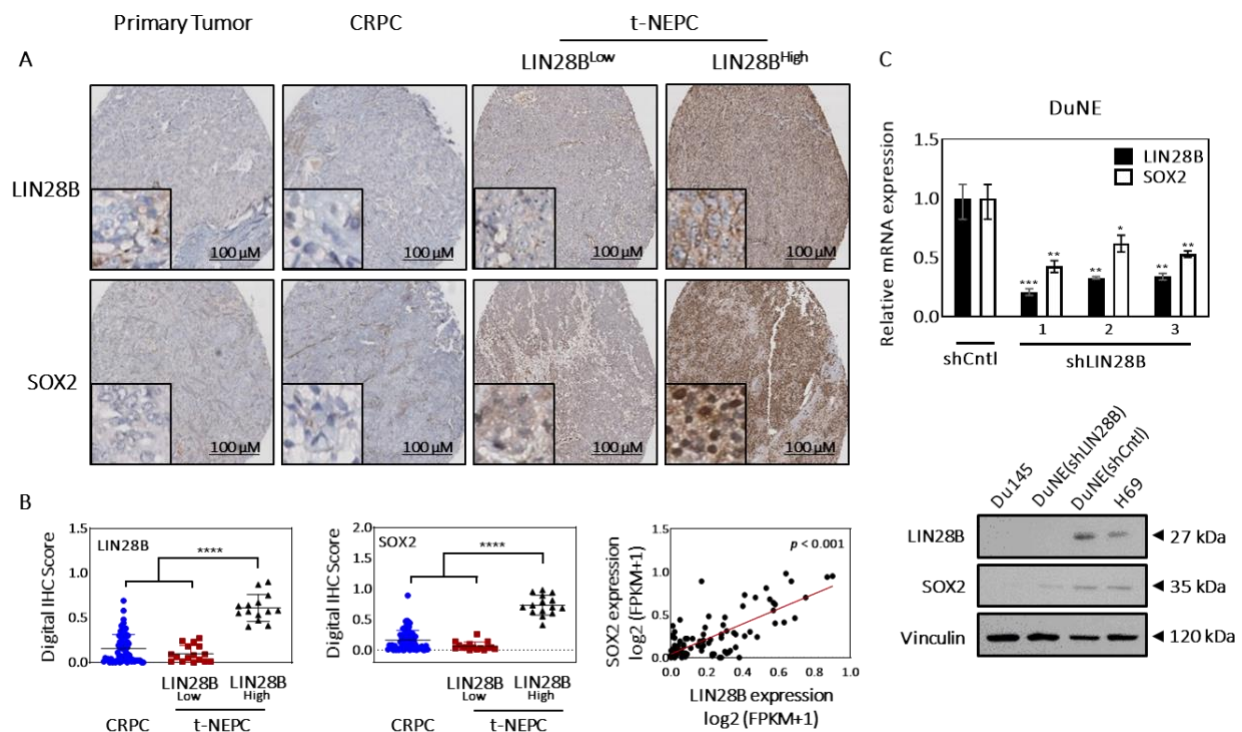 Primary Tumor
CRPC
t-NEPC
LIN28BLow
LIN28BHigh
A
LIN28B
100 µM
100 µM
100 µM
100 µM
SOX2
100 µM
100 µM
100 µM
100 µM
B
Digital IHC Score
1.5
1.0
0.5
0.0
LIN28B
****
CRPC
LIN28B
Low
LIN28B
High
t-NEPC
Digital IHC Score
2.0
1.5
1.0
0.5
0.0
SOX2
****
CRPC
LIN28B
Low
LIN28B
High
t-NEPC
SOX2 expression
log2 (FPKM+1)
1.5
1.0
0.5
0.0
p < 0.001
0.0 0.2 0.4 0.6 0.8 1.0
LIN28B expression
log2 (FPKM+1)
C
DuNE
Relative mRNA expression
1.5
1.0
0.5
0.0
LIN28B
SOX2
*** ** ** * ** **
1 2 3
shCntl
shLIN28B
Du145
DuNE(shLIN28B)
DuNE(shCntl)
H69
LIN28B
27 kDa
SOX2
35 kDa
Vinculin
120 kDa